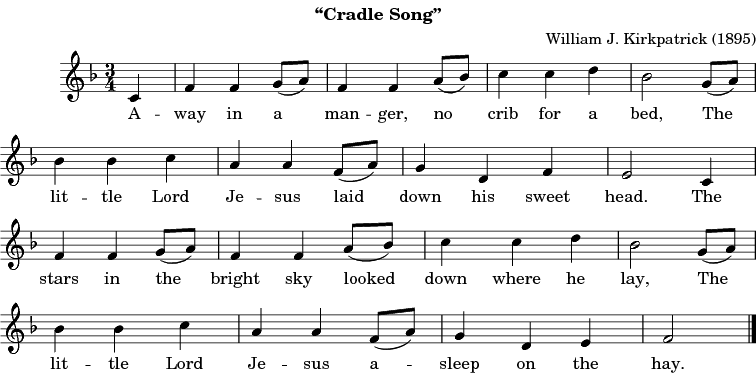 “Cradle Song”
William J. Kirkpatrick (1895)
3
4
A -- way in a man -- ger, no crib for a bed, The
lit -- tle Lord Je -- sus laid down his sweet head. The
stars in the bright sky looked down where he lay, The
lit -- tle Lord Je -- sus a -- sleep on the hay.